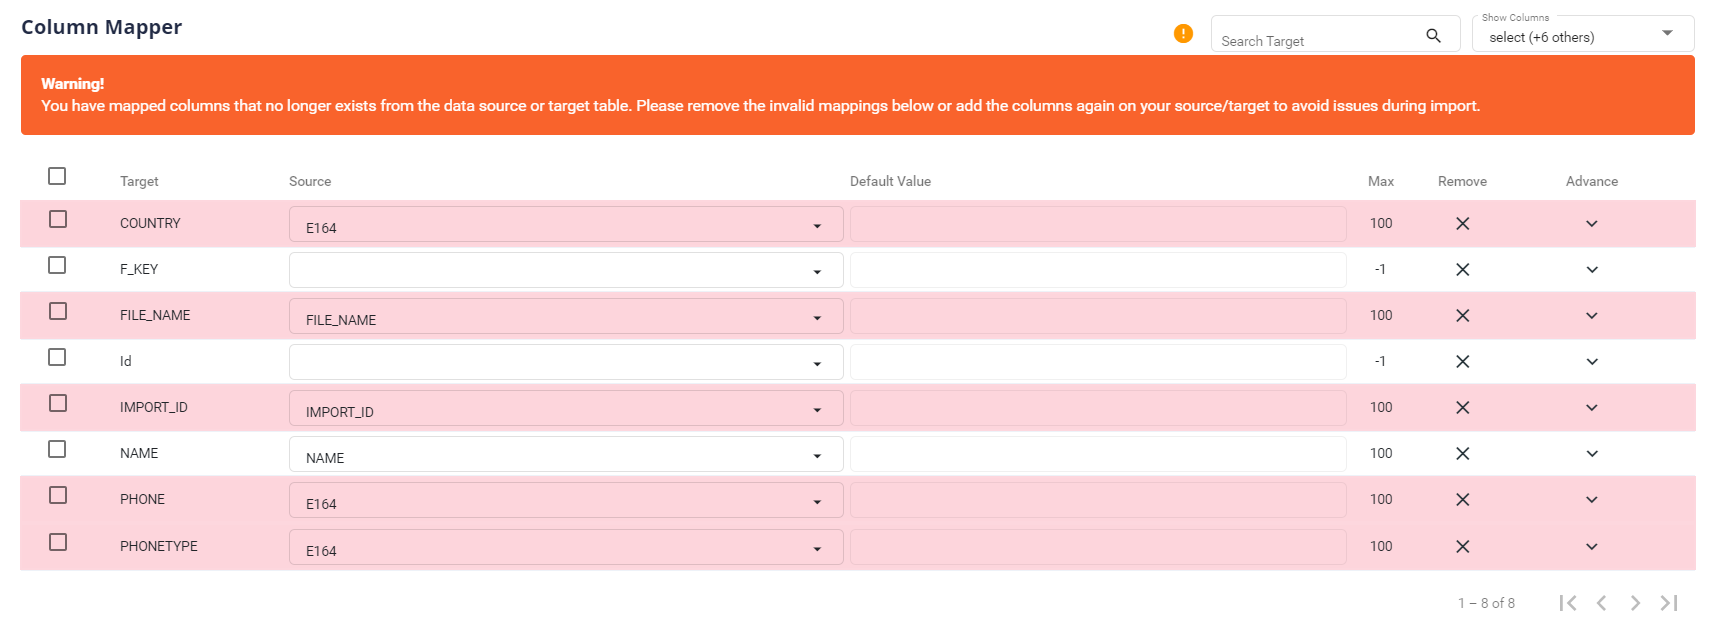 Column Mapper
!
Search Target
Show Columns
select (+6 others)
Warning!
You have mapped columns that no longer exists from the data source or target table. Please remove the invalid mappings below or add the columns again on your source/target to avoid issues during import.
Target Source Default Value Max Remove Advance
COUNTRY E164 100
F_KEY -1
FILE_NAME FILE_NAME 100
Id -1
IMPORT_ID IMPORT_ID 100
NAME NAME 100
PHONE E164 100
PHONETYPE E164 100
1 – 8 of 8